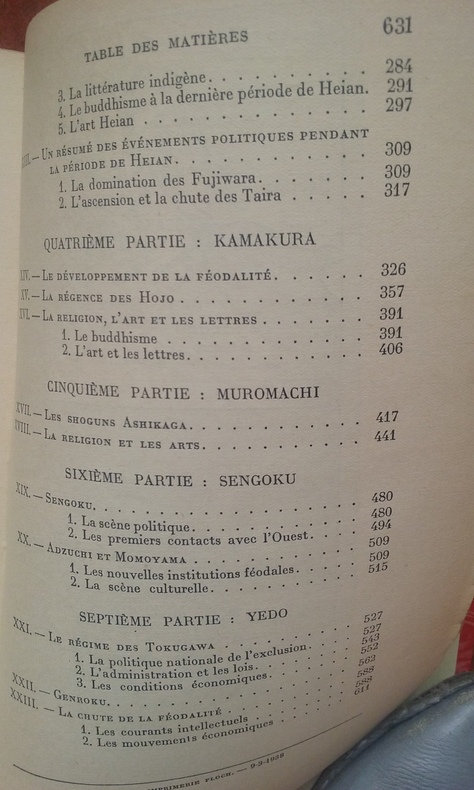 TABLE DES MATIÈRES 631
3. La littérature indigène. . . . . . . . . . 284
4. Le buddhisme à la dernière période de Heian. 291
5. L'art Heian . . . . . . . . . . . . . 297
III. — UN RÉSUMÉ DES ÉVÉNEMENTS POLITIQUES PENDANT
LA PÉRIODE DE HEIAN. . . . . . . . . . . 309
1. La domination des Fujiwara. . . . . . . 309
2. L'ascension et la chute des Taira . . . . . 317
QUATRIÈME PARTIE : KAMAKURA
XIV. — LE DÉVELOPPEMENT DE LA FÉODALITÉ. . . . . . 326
XV. — LA RÉGENCE DES HOJO . . . . . . . . . . . 357
XVI. — LA RELIGION, L'ART ET LES LETTRES . . . . . . . 391
1. Le buddhisme . . . . . . . . . . . . 391
2. L'art et les lettres. . . . . . . . . . . 406
CINQUIÈME PARTIE : MUROMACHI
XVII. — LES SHOGUNS ASHIKAGA. . . . . . . . . . 417
XVIII. — LA RELIGION ET LES ARTS. . . . . . . . . . 441
SIXIÈME PARTIE : SENGOKU
XIX. — SENGOKU. . . . . . . . . . . . . . . 480
1. La scène politique. . . . . . . . . . . 480
2. Les premiers contacts avec l'Ouest. . . . 494
XX. — ADZUCHI ET MOMOYAMA . . . . . . . . . . 509
1. Les nouvelles institutions féodales. . . . . 509
2. La scène culturelle. . . . . . . . . . 515
SEPTIÈME PARTIE : YEDO
XXI. — LE RÉGIME DES TOKUGAWA . . . . . . . . . 527
1. La politique nationale de l'exclusion. . . . 527
2. L'administration et les lois. . . . . . . 543
3. Les conditions économiques. . . . . . . 552
XXII. — GENROKU. . . . . . . . . . . . . . . 562
XXIII. — LA CHUTE DE LA FÉODALITÉ . . . . . . . . 588
1. Les courants intellectuels . . . . . . . 588
2. Les mouvements économiques . . . . . . 611
IMPRIMERIE FLOCH. — 9-3-1938